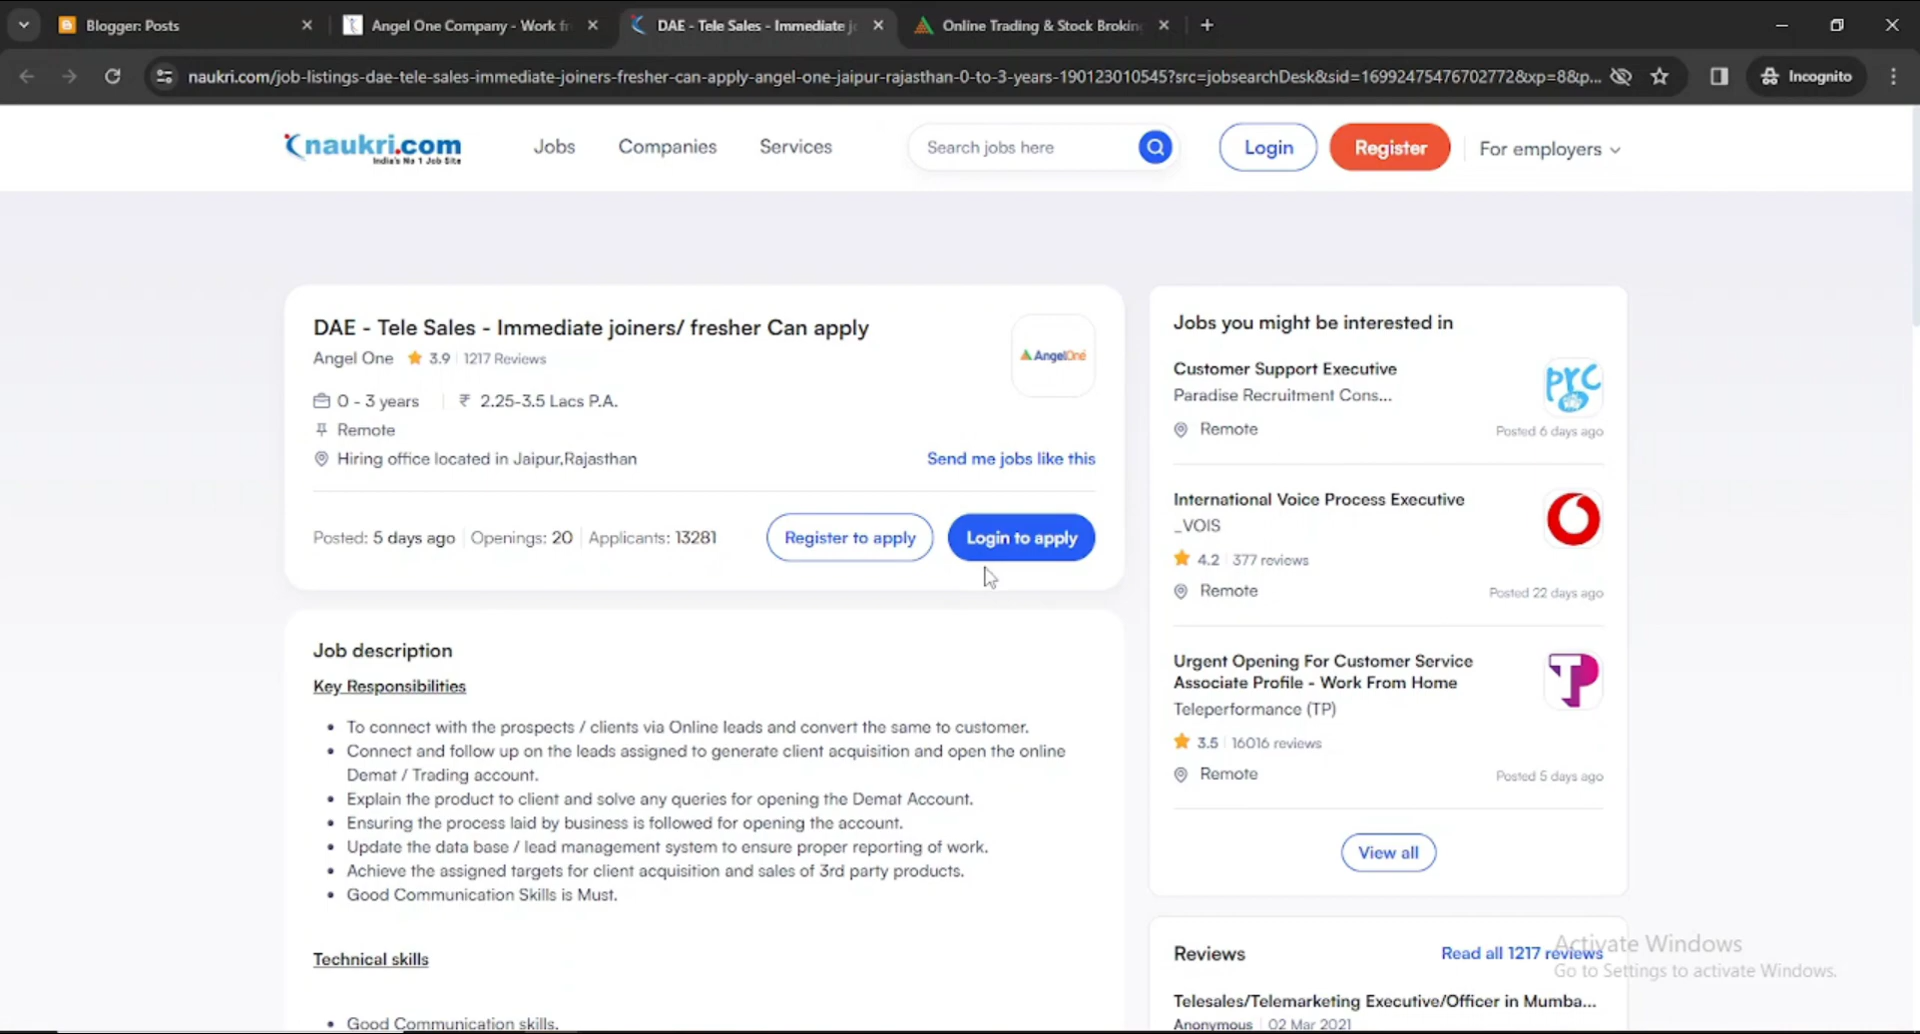 Blogger: Posts
Angel One Company - Work fr
DAE - Tele Sales - Immediate jo
Online Trading & Stock Broking
naukri.com/job-listings-dae-tele-sales-immediate-joiners-fresher-can-apply-angel-one-jaipur-rajasthan-0-to-3-years-190123010545?src=jobsearchDesk&sid=16992475476702772&xp=8&p...
Incognito
naukri.com
India's No 1 Job Site
Jobs
Companies
Services
Search jobs here
Login
Register
For employers
DAE - Tele Sales - Immediate joiners/ fresher Can apply
Angel One 3.9 1217 Reviews
AngelOne
0 - 3 years ₹ 2.25-3.5 Lacs P.A.
Remote
Hiring office located in Jaipur,Rajasthan
Send me jobs like this
Posted: 5 days ago Openings: 20 Applicants: 13281
Register to apply
Login to apply
Job description
Key Responsibilities
• To connect with the prospects / clients via Online leads and convert the same to customer.
• Connect and follow up on the leads assigned to generate client acquisition and open the online
Demat / Trading account.
• Explain the product to client and solve any queries for opening the Demat Account.
• Ensuring the process laid by business is followed for opening the account.
• Update the data base / lead management system to ensure proper reporting of work.
• Achieve the assigned targets for client acquisition and sales of 3rd party products.
• Good Communication Skills is Must.
Technical skills
• Good Communication skills.
Jobs you might be interested in
Customer Support Executive
Paradise Recruitment Cons...
prc
Remote
Posted 6 days ago
International Voice Process Executive
_VOIS
4.2 377 reviews
Remote
Posted 22 days ago
Urgent Opening For Customer Service
Associate Profile - Work From Home
Teleperformance (TP)
TP
3.5 16016 reviews
Remote
Posted 5 days ago
View all
Reviews
Read all 1217 reviews
Telesales/Telemarketing Executive/Officer in Mumba...
Anonymous 02 Mar 2021
Activate Windows
Go to Settings to activate Windows.